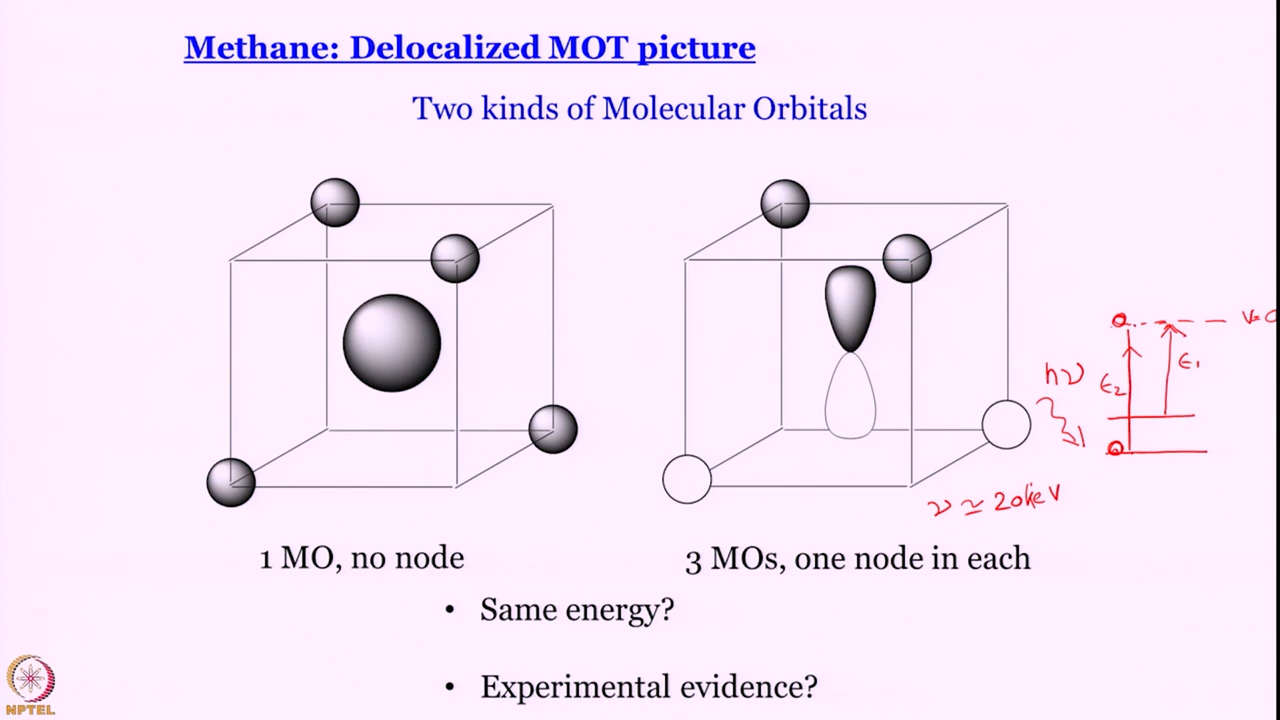 Methane: Delocalized MOT picture
Two kinds of Molecular Orbitals
hν
ϵ₂
ϵ₁
ν ≃ 20 keV
1 MO, no node
3 MOs, one node in each
• Same energy?
• Experimental evidence?
NPTEL